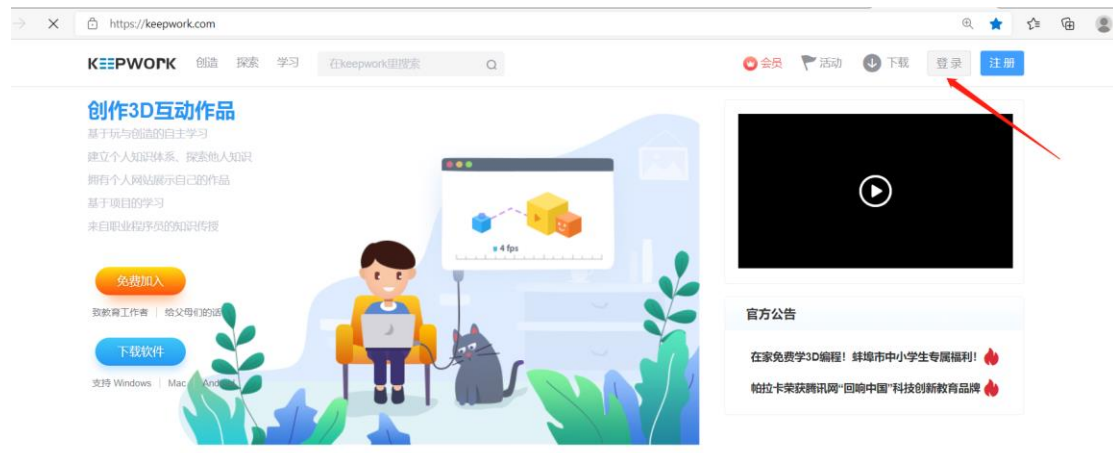 https://keepwork.com
KEEPWORK 创造 探索 学习 在keepwork里搜索 会员 活动 下载 登录 注册
创作3D互动作品
基于玩与创造的自主学习
建立个人知识体系、探索他人知识
拥有个人网站展示自己的作品
基于项目的学习
来自职业程序员的知识传授
4 fps
免费加入
致教育工作者 | 给父母们的话
下载软件
支持 Windows | Mac
官方公告
在家免费学3D编程！蚌埠市中小学生专属福利！
帕拉卡荣获腾讯网“回响中国”科技创新教育品牌